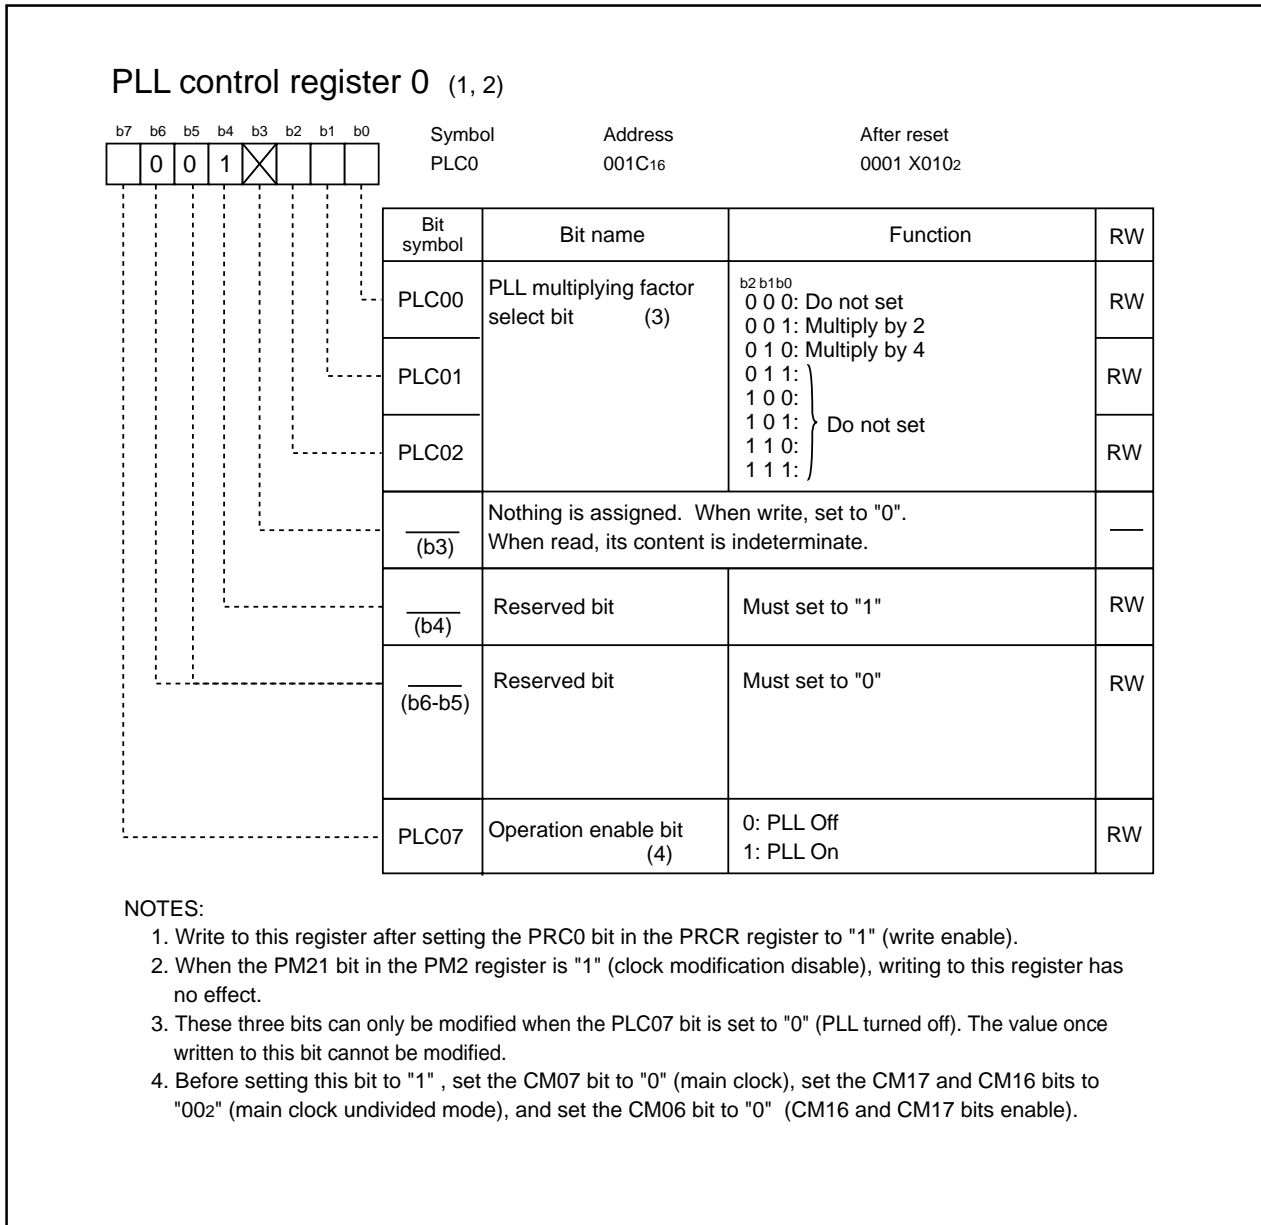 PLL control register 0 (1, 2)
b7 b6 b5 b4 b3 b2 b1 b0
Symbol Address After reset
0 0 1
PLC0 001C16 0001 X0102
Bit symbol Bit name Function RW
PLC00 PLL multiplying factor select bit (3) RW
b2 b1 b0
0 0 0: Do not set
0 0 1: Multiply by 2
0 1 0: Multiply by 4
PLC01 RW
0 1 1:
1 0 0:
1 0 1: Do not set
PLC02 RW
1 1 0:
1 1 1:
Nothing is assigned. When write, set to "0".
(b3) When read, its content is indeterminate.
(b4) Reserved bit Must set to "1" RW
(b6-b5) Reserved bit Must set to "0" RW
PLC07 Operation enable bit (4) RW
0: PLL Off
1: PLL On
NOTES:
1. Write to this register after setting the PRC0 bit in the PRCR register to "1" (write enable).
2. When the PM21 bit in the PM2 register is "1" (clock modification disable), writing to this register has
no effect.
3. These three bits can only be modified when the PLC07 bit is set to "0" (PLL turned off). The value once
written to this bit cannot be modified.
4. Before setting this bit to "1" , set the CM07 bit to "0" (main clock), set the CM17 and CM16 bits to
"002" (main clock undivided mode), and set the CM06 bit to "0" (CM16 and CM17 bits enable).